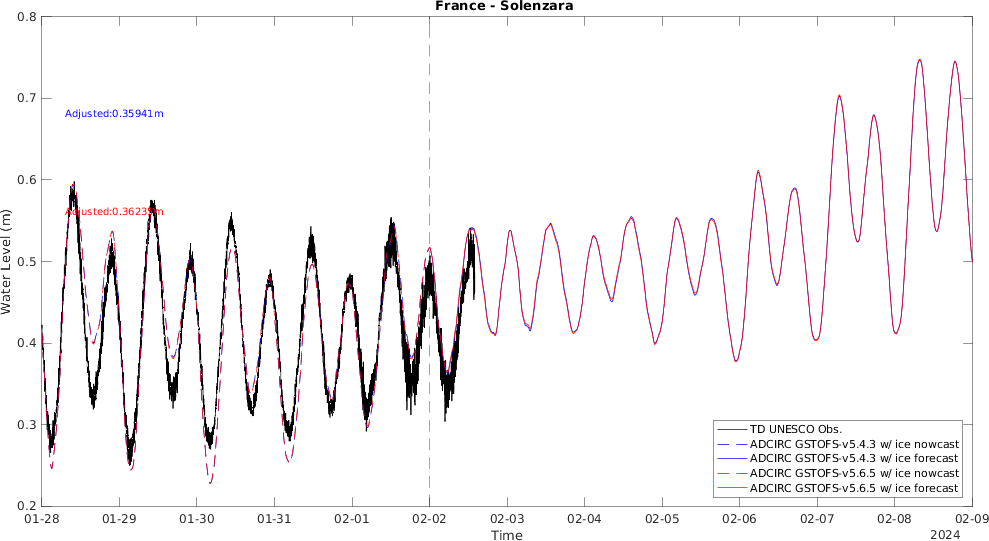 France - Solenzara
0.8
0.7
0.6
0.5
0.4
0.3
0.2
Water Level (m)
Adjusted:0.35941m
Adjusted:0.36239m
TD UNESCO Obs.
ADCIRC GSTOFS-v5.4.3 w/ ice nowcast
ADCIRC GSTOFS-v5.4.3 w/ ice forecast
ADCIRC GSTOFS-v5.6.5 w/ ice nowcast
ADCIRC GSTOFS-v5.6.5 w/ ice forecast
01-28 01-29 01-30 01-31 02-01 02-02 02-03 02-04 02-05 02-06 02-07 02-08 02-09
Time
2024